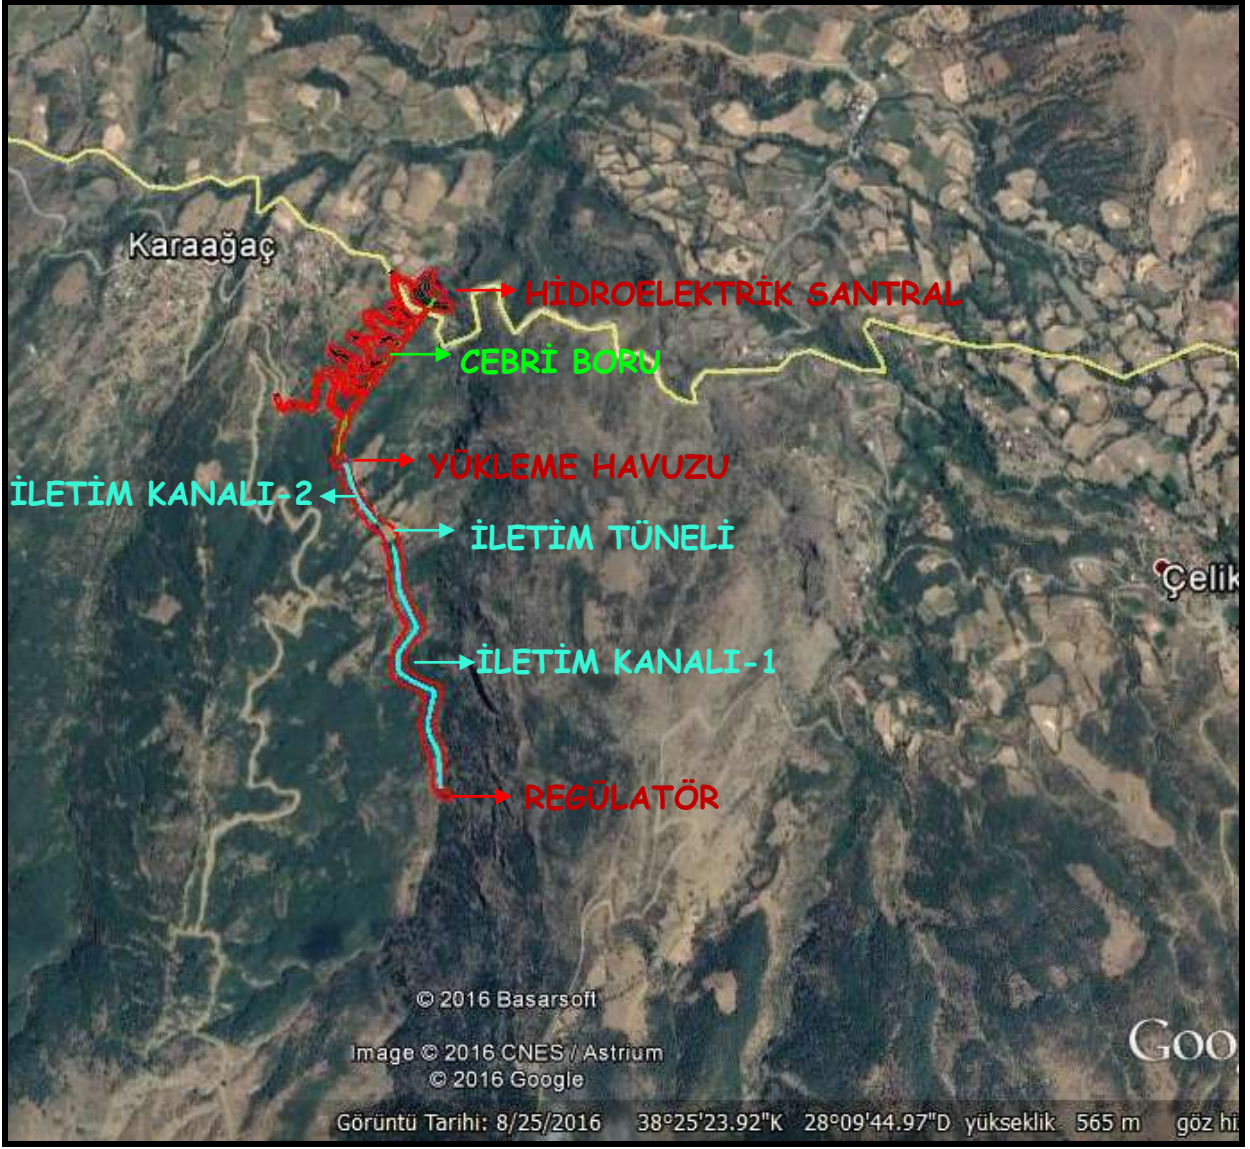 Karaağaç
HİDROELEKTRİK SANTRAL
CEBRİ BORU
YÜKLEME HAVUZU
İLETİM KANALI-2
İLETİM TÜNELİ
Çelik
İLETİM KANALI-1
REGÜLATÖR
© 2016 Basarsoft
Image © 2016 CNES / Astrium
© 2016 Google
Goo
Görüntü Tarihi: 8/25/2016 38°25'23.92"K 28°09'44.97"D yükseklik 565 m göz hi